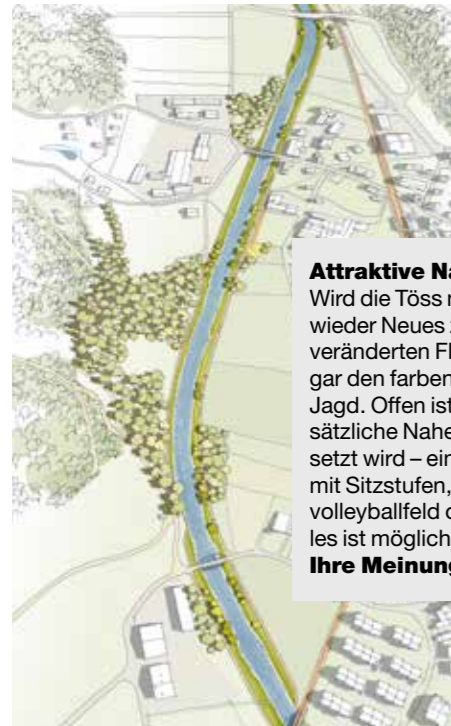 Attraktive Na
Wird die Töss r
wieder Neues z
veränderten Fl
gar den farben
Jagd. Offen ist
sätzliche Nahe
setzt wird – ein
mit Sitzstufen,
volleyballfeld o
les ist möglich
Ihre Meinung